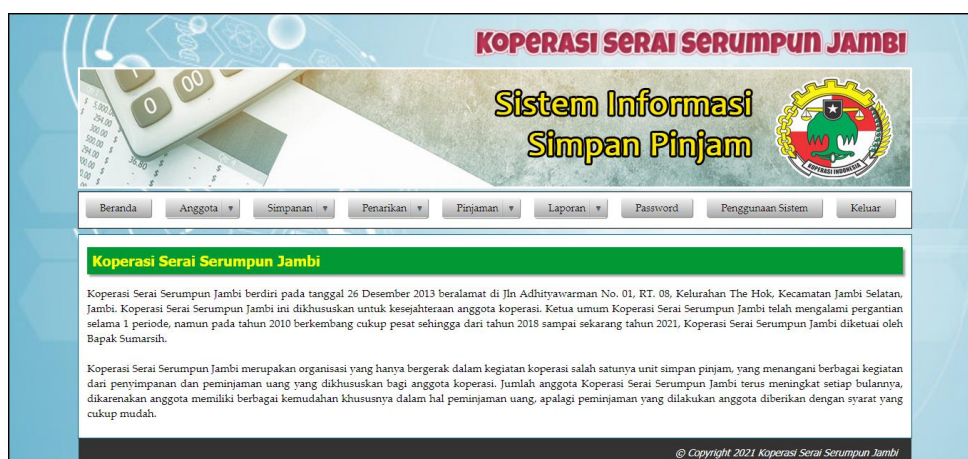 KOPERASI SERAI SERUMPUN JAMBI
Sistem Informasi
Simpan Pinjam
KOPERASI INDONESIA
Beranda Anggota Simpanan Penarikan Pinjaman Laporan Password Penggunaan Sistem Keluar
Koperasi Serai Serumpun Jambi
Koperasi Serai Serumpun Jambi berdiri pada tanggal 26 Desember 2013 beralamat di Jln Adhityawarman No. 01, RT. 08, Kelurahan The Hok, Kecamatan Jambi Selatan,
Jambi. Koperasi Serai Serumpun Jambi ini dikhususkan untuk kesejahteraan anggota koperasi. Ketua umum Koperasi Serai Serumpun Jambi telah mengalami pergantian
selama 1 periode, namun pada tahun 2010 berkembang cukup pesat sehingga dari tahun 2018 sampai sekarang tahun 2021, Koperasi Serai Serumpun Jambi diketuai oleh
Bapak Sumarsih.
Koperasi Serai Serumpun Jambi merupakan organisasi yang hanya bergerak dalam kegiatan koperasi salah satunya unit simpan pinjam, yang menangani berbagai kegiatan
dari penyimpanan dan peminjaman uang yang dikhususkan bagi anggota koperasi. Jumlah anggota Koperasi Serai Serumpun Jambi terus meningkat setiap bulannya,
dikarenakan anggota memiliki berbagai kemudahan khususnya dalam hal peminjaman uang, apalagi peminjaman yang dilakukan anggota diberikan dengan syarat yang
cukup mudah.
© Copyright 2021 Koperasi Serai Serumpun Jambi